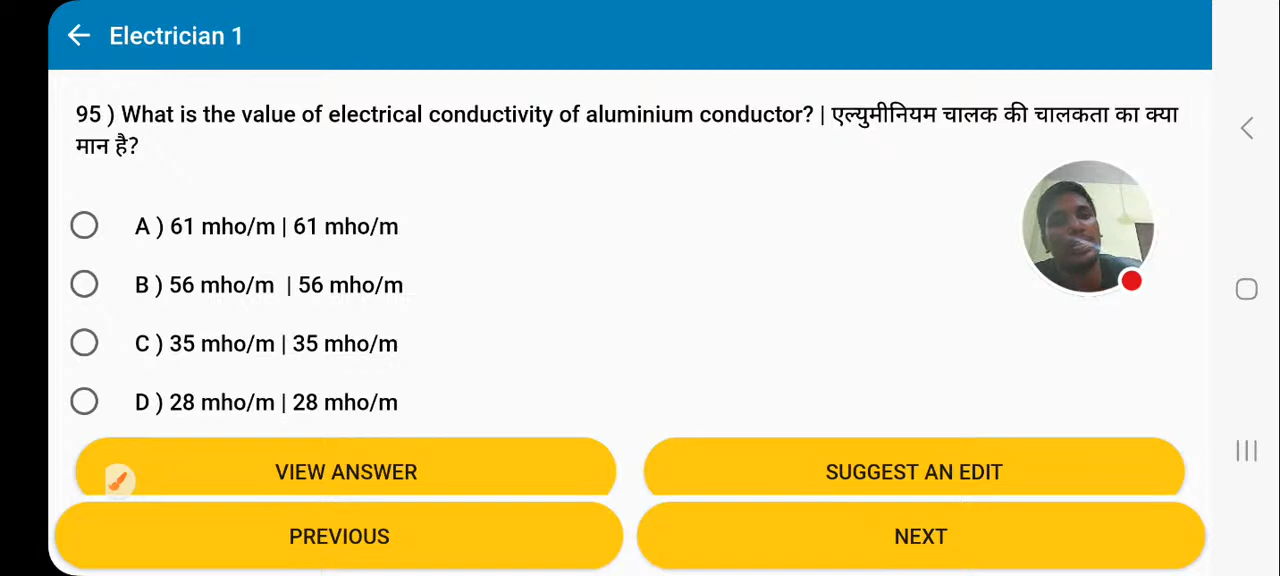 Electrician 1
95 ) What is the value of electrical conductivity of aluminium conductor? | एल्युमीनियम चालक की चालकता का क्या
मान है?
A ) 61 mho/m | 61 mho/m
B ) 56 mho/m | 56 mho/m
C ) 35 mho/m | 35 mho/m
D ) 28 mho/m | 28 mho/m
VIEW ANSWER
SUGGEST AN EDIT
PREVIOUS
NEXT